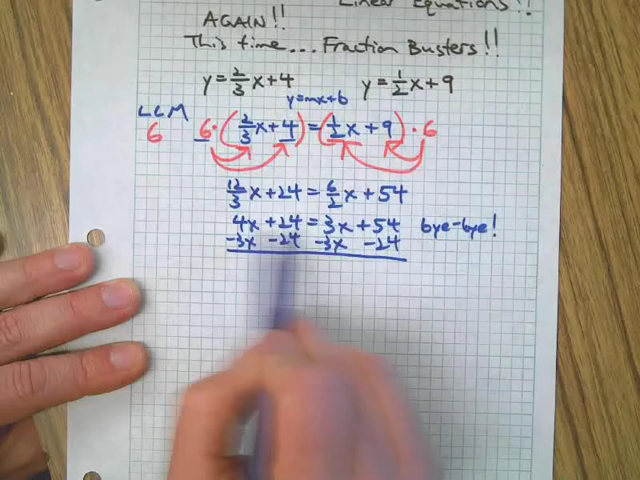 Linear Equations!!
AGAIN!!
This time... Fraction Busters!!
y=2/3x+4 y=1/2x+9
y=mx+b
LCM
6 6·(2/3x+4)=(1/2x+9)·6
12/3x+24=6/2x+54
4x+24=3x+54 bye-bye!
-3x -24 -3x -24